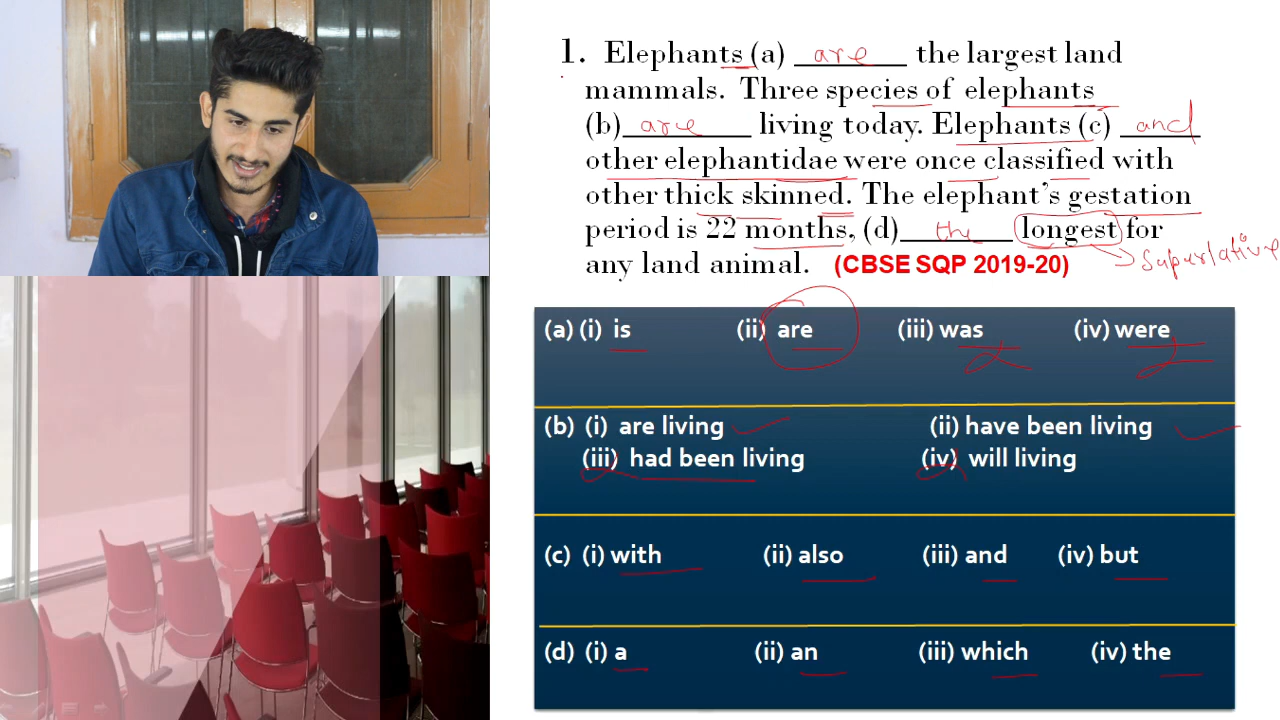 1. Elephants (a) are the largest land
mammals. Three species of elephants
(b) are living today. Elephants (c) and
other elephantidae were once classified with
other thick skinned. The elephant's gestation
period is 22 months, (d) the longest for
any land animal. (CBSE SQP 2019-20)
Superlative
(a) (i) is (ii) are (iii) was (iv) were
(b) (i) are living (ii) have been living
(iii) had been living (iv) will living
(c) (i) with (ii) also (iii) and (iv) but
(d) (i) a (ii) an (iii) which (iv) the